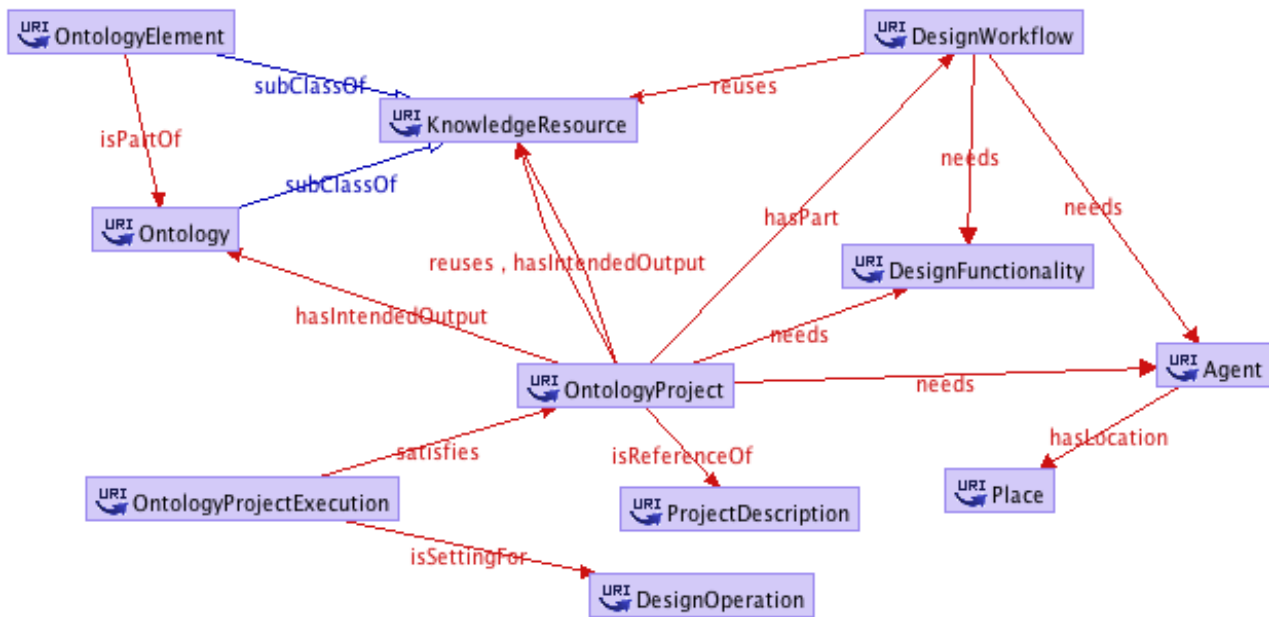 URI OntologyElement
URI DesignWorkflow
subClassOf
reuses
URI KnowledgeResource
isPartOf
needs
subClassOf
needs
hasPart
URI Ontology
reuses , hasIntendedOutput
URI DesignFunctionality
hasIntendedOutput
needs
URI Agent
URI OntologyProject
needs
hasLocation
satisfies
isReferenceOf
URI Place
URI OntologyProjectExecution
URI ProjectDescription
isSettingFor
URI DesignOperation